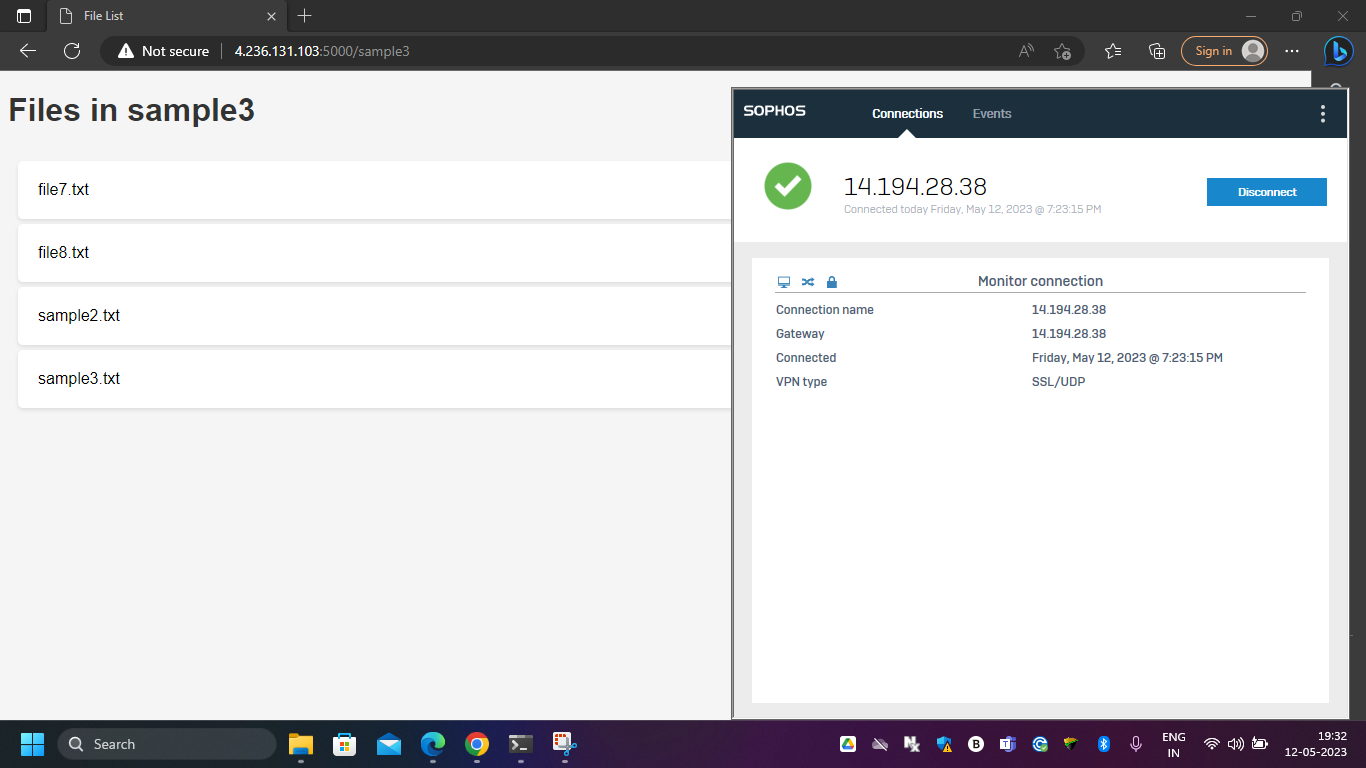 File List
Not secure
4.236.131.103:5000/sample3
Sign in
Files in sample3
file7.txt
file8.txt
sample2.txt
sample3.txt
SOPHOS
Connections
Events
14.194.28.38
Connected today Friday, May 12, 2023 @ 7:23:15 PM
Disconnect
Monitor connection
Connection name 14.194.28.38
Gateway 14.194.28.38
Connected Friday, May 12, 2023 @ 7:23:15 PM
VPN type SSL/UDP
Search
ENG
IN
19:32
12-05-2023